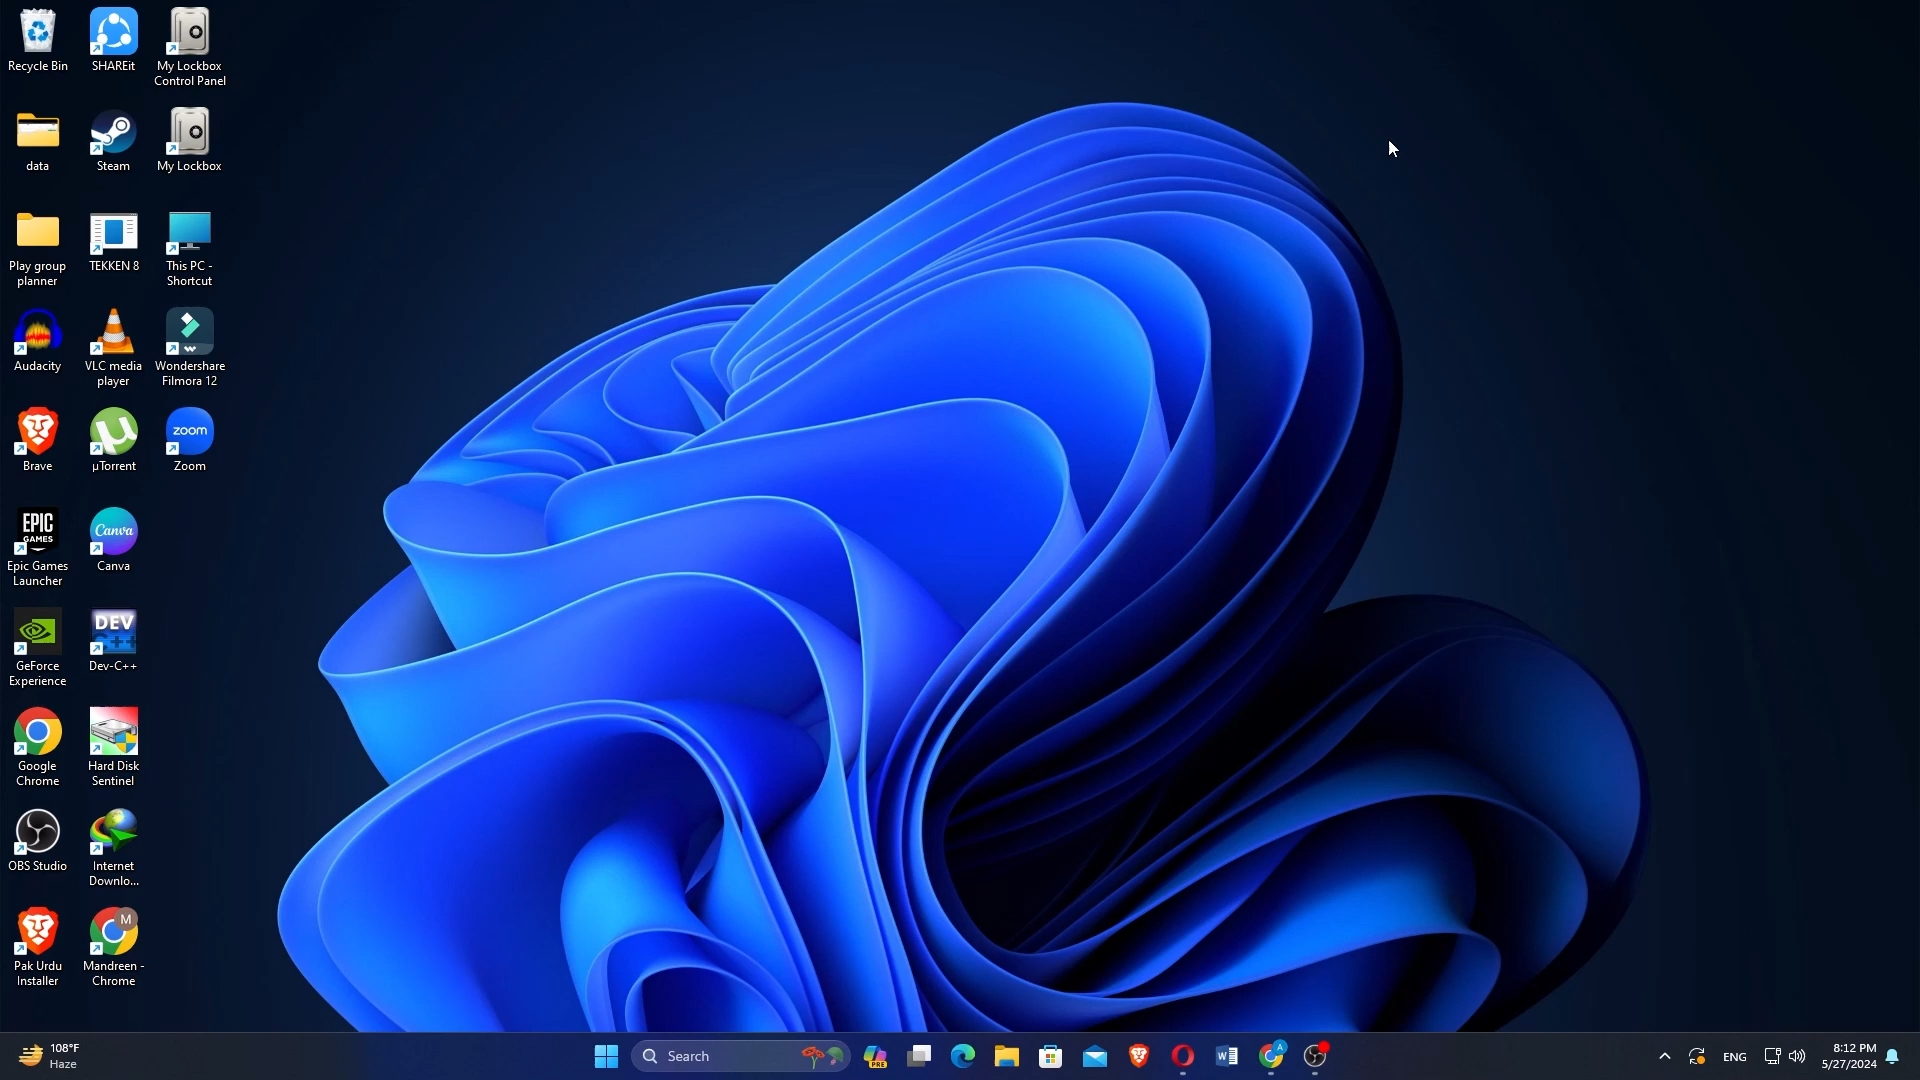 Recycle Bin
SHAREit
My Lockbox
Control Panel
data
Steam
My Lockbox
Play group
planner
TEKKEN 8
This PC -
Shortcut
Audacity
VLC media
player
Wondershare
Filmora 12
Brave
µTorrent
zoom
Zoom
EPIC
GAMES
Epic Games
Launcher
Canva
Canva
GeForce
Experience
DEV
C++
Dev-C++
Google
Chrome
Hard Disk
Sentinel
OBS Studio
Internet
Downlo...
Pak Urdu
Installer
M
Mandreen -
Chrome
108°F
Haze
Search
PRE
W
A
ENG
8:12 PM
5/27/2024